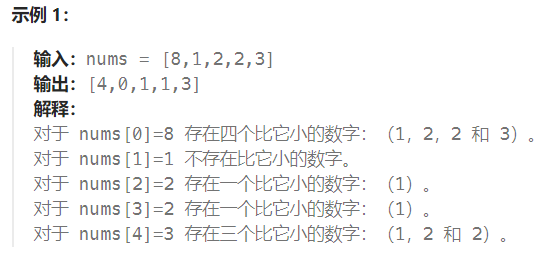 示例 1：
输入：nums = [8,1,2,2,3]
输出：[4,0,1,1,3]
解释：
对于 nums[0]=8 存在四个比它小的数字：（1，2，2 和 3）。
对于 nums[1]=1 不存在比它小的数字。
对于 nums[2]=2 存在一个比它小的数字：（1）。
对于 nums[3]=2 存在一个比它小的数字：（1）。
对于 nums[4]=3 存在三个比它小的数字：（1，2 和 2）。